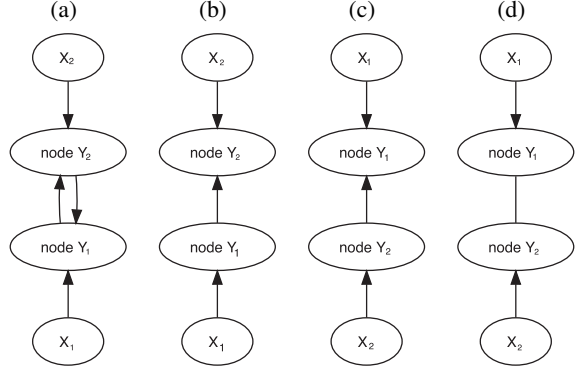 (a) (b) (c) (d)
X₂ X₂ X₁ X₁
node Y₂ node Y₂ node Y₁ node Y₁
node Y₁ node Y₁ node Y₂ node Y₂
X₁ X₁ X₂ X₂